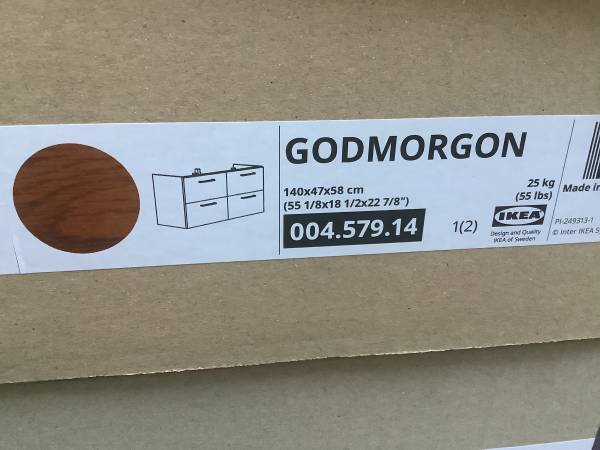 GODMORGON
140x47x58 cm
(55 1/8x18 1/2x22 7/8")
004.579.14
1(2)
25 kg
(55 lbs)
IKEA
Design and Quality
IKEA of Sweden
Made in
PI-249313-1
© Inter IKEA S